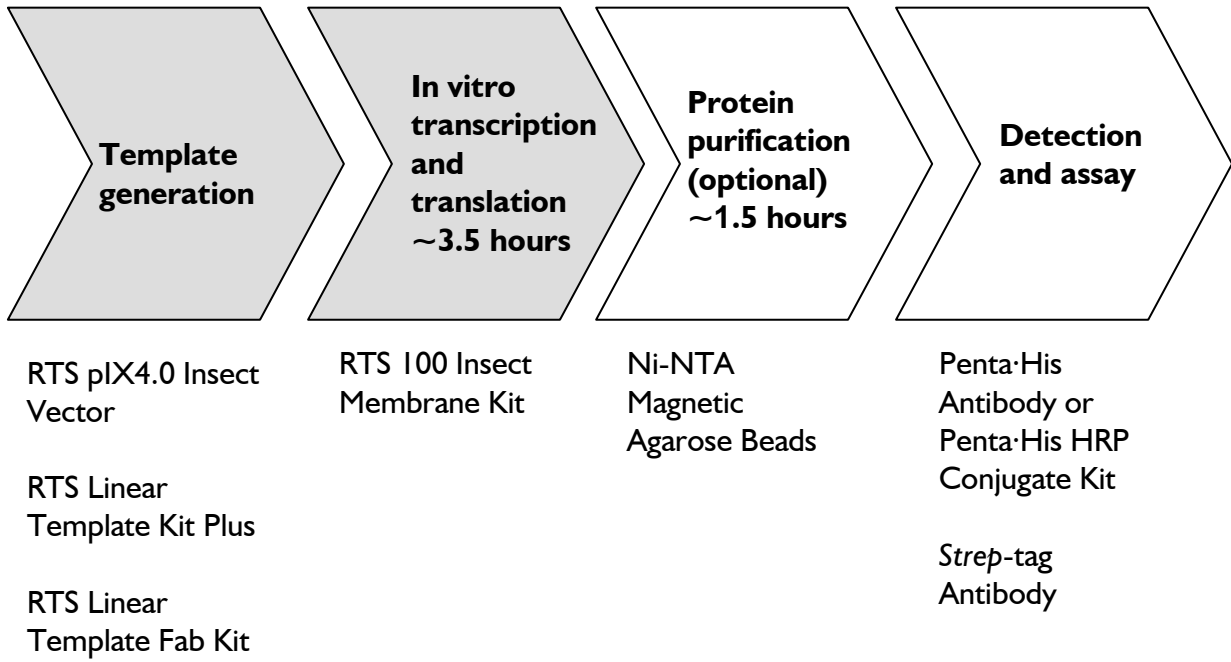 Template
generation
In vitro
transcription
and
translation
~3.5 hours
Protein
purification
(optional)
~1.5 hours
Detection
and assay
RTS pIX4.0 Insect
Vector
RTS Linear
Template Kit Plus
RTS Linear
Template Fab Kit
RTS 100 Insect
Membrane Kit
Ni-NTA
Magnetic
Agarose Beads
Penta·His
Antibody or
Penta·His HRP
Conjugate Kit
Strep-tag
Antibody